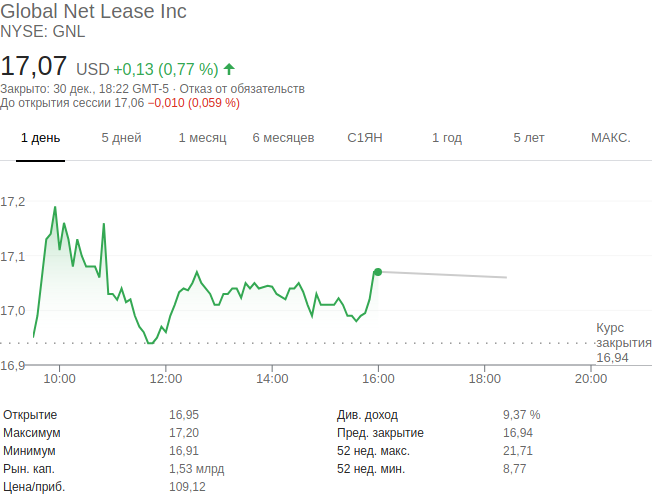 Global Net Lease Inc
NYSE: GNL
17,07 USD +0,13 (0,77 %)
Закрыто: 30 дек., 18:22 GMT-5 · Отказ от обязательств
До открытия сессии 17,06 −0,010 (0,059 %)
1 день 5 дней 1 месяц 6 месяцев С1ЯН 1 год 5 лет МАКС.
17,2
17,1
17,0
16,9
Курс
закрытия
16,94
10:00 12:00 14:00 16:00 18:00 20:00
Открытие 16,95 Див. доход 9,37 %
Максимум 17,20 Пред. закрытие 16,94
Минимум 16,91 52 нед. макс. 21,71
Рын. кап. 1,53 млрд 52 нед. мин. 8,77
Цена/приб. 109,12